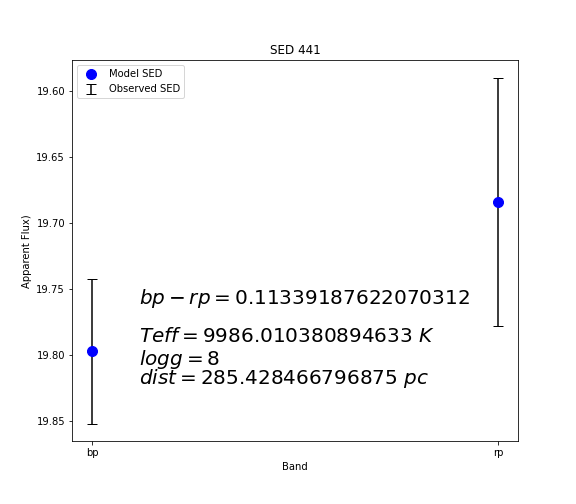 SED 441
Model SED
Observed SED
19.60
19.65
19.70
19.75
19.80
19.85
Apparent Flux)
bp − rp = 0.11339187622070312
Teff = 9986.010380894633 K
logg = 8
dist = 285.428466796875 pc
bp
rp
Band